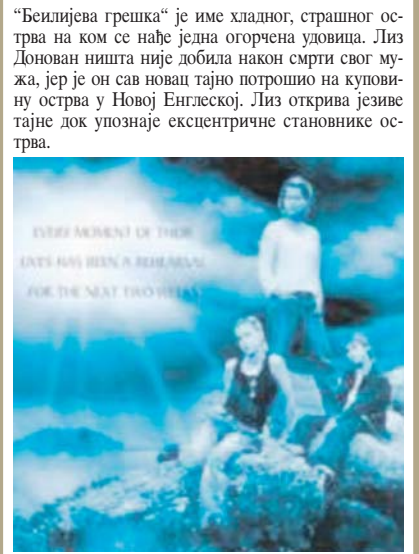 “Беилијева грешка“ је име хладног, страшног ос-
трва на ком се нађе једна огорчена удовица. Лиз
Донован ништа није добила након смрти свог му-
жа, јер је он сав новац тајно потрошио на купови-
ну острва у Новој Енглеској. Лиз открива језиве
тајне док упознаје ексцентричне становнике ос-
трва.
EVERY MOMENT OF THEIR
LIVES HAS BEEN A REHEARSAL
FOR THE NEXT TWO